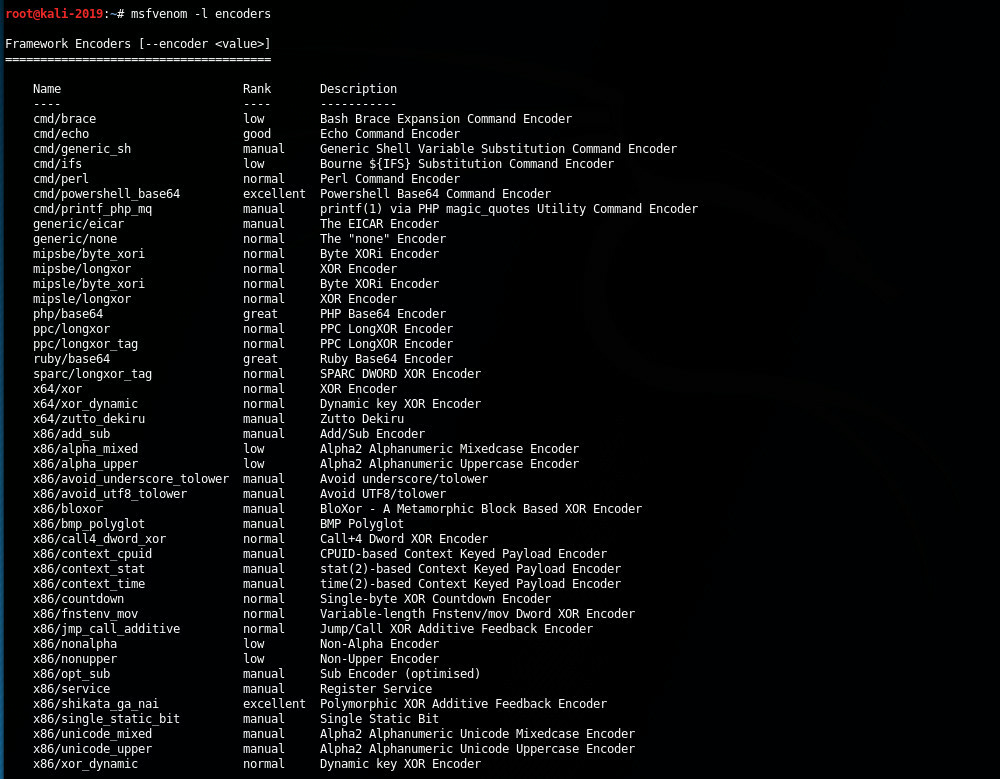 root@kali-2019:~# msfvenom -l encoders
Framework Encoders [--encoder <value>]
======================================
Name Rank Description
---- ---- -----------
cmd/brace low Bash Brace Expansion Command Encoder
cmd/echo good Echo Command Encoder
cmd/generic_sh manual Generic Shell Variable Substitution Command Encoder
cmd/ifs low Bourne ${IFS} Substitution Command Encoder
cmd/perl normal Perl Command Encoder
cmd/powershell_base64 excellent Powershell Base64 Command Encoder
cmd/printf_php_mq manual printf(1) via PHP magic_quotes Utility Command Encoder
generic/eicar manual The EICAR Encoder
generic/none normal The "none" Encoder
mipsbe/byte_xori normal Byte XORi Encoder
mipsbe/longxor normal XOR Encoder
mipsle/byte_xori normal Byte XORi Encoder
mipsle/longxor normal XOR Encoder
php/base64 great PHP Base64 Encoder
ppc/longxor normal PPC LongXOR Encoder
ppc/longxor_tag normal PPC LongXOR Encoder
ruby/base64 great Ruby Base64 Encoder
sparc/longxor_tag normal SPARC DWORD XOR Encoder
x64/xor normal XOR Encoder
x64/xor_dynamic normal Dynamic key XOR Encoder
x64/zutto_dekiru manual Zutto Dekiru
x86/add_sub manual Add/Sub Encoder
x86/alpha_mixed low Alpha2 Alphanumeric Mixedcase Encoder
x86/alpha_upper low Alpha2 Alphanumeric Uppercase Encoder
x86/avoid_underscore_tolower manual Avoid underscore/tolower
x86/avoid_utf8_tolower manual Avoid UTF8/tolower
x86/bloxor manual BloXor - A Metamorphic Block Based XOR Encoder
x86/bmp_polyglot manual BMP Polyglot
x86/call4_dword_xor normal Call+4 Dword XOR Encoder
x86/context_cpuid manual CPUID-based Context Keyed Payload Encoder
x86/context_stat manual stat(2)-based Context Keyed Payload Encoder
x86/context_time manual time(2)-based Context Keyed Payload Encoder
x86/countdown normal Single-byte XOR Countdown Encoder
x86/fnstenv_mov normal Variable-length Fnstenv/mov Dword XOR Encoder
x86/jmp_call_additive normal Jump/Call XOR Additive Feedback Encoder
x86/nonalpha low Non-Alpha Encoder
x86/nonupper low Non-Upper Encoder
x86/opt_sub manual Sub Encoder (optimised)
x86/service manual Register Service
x86/shikata_ga_nai excellent Polymorphic XOR Additive Feedback Encoder
x86/single_static_bit manual Single Static Bit
x86/unicode_mixed manual Alpha2 Alphanumeric Unicode Mixedcase Encoder
x86/unicode_upper manual Alpha2 Alphanumeric Unicode Uppercase Encoder
x86/xor_dynamic normal Dynamic key XOR Encoder